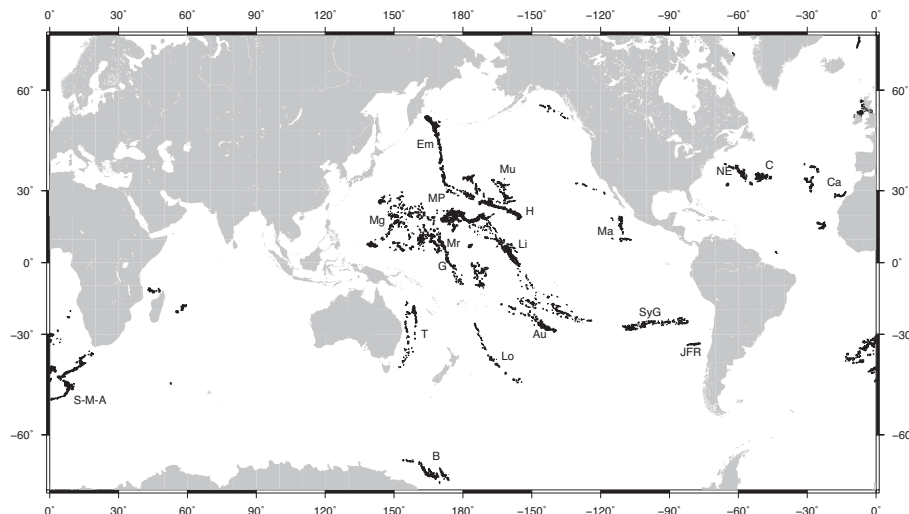 0° 30° 60° 90° 120° 150° 180° −150° −120° −90° −60° −30° 0°
60° 60°
Em
Mu
NE C
Ca
30° 30°
MP
H
Mg
Ma
Mr Li
G
0° 0°
SyG
T Au
−30° −30°
Lo JFR
S-M-A
−60° −60°
B
0° 30° 60° 90° 120° 150° 180° −150° −120° −90° −60° −30° 0°